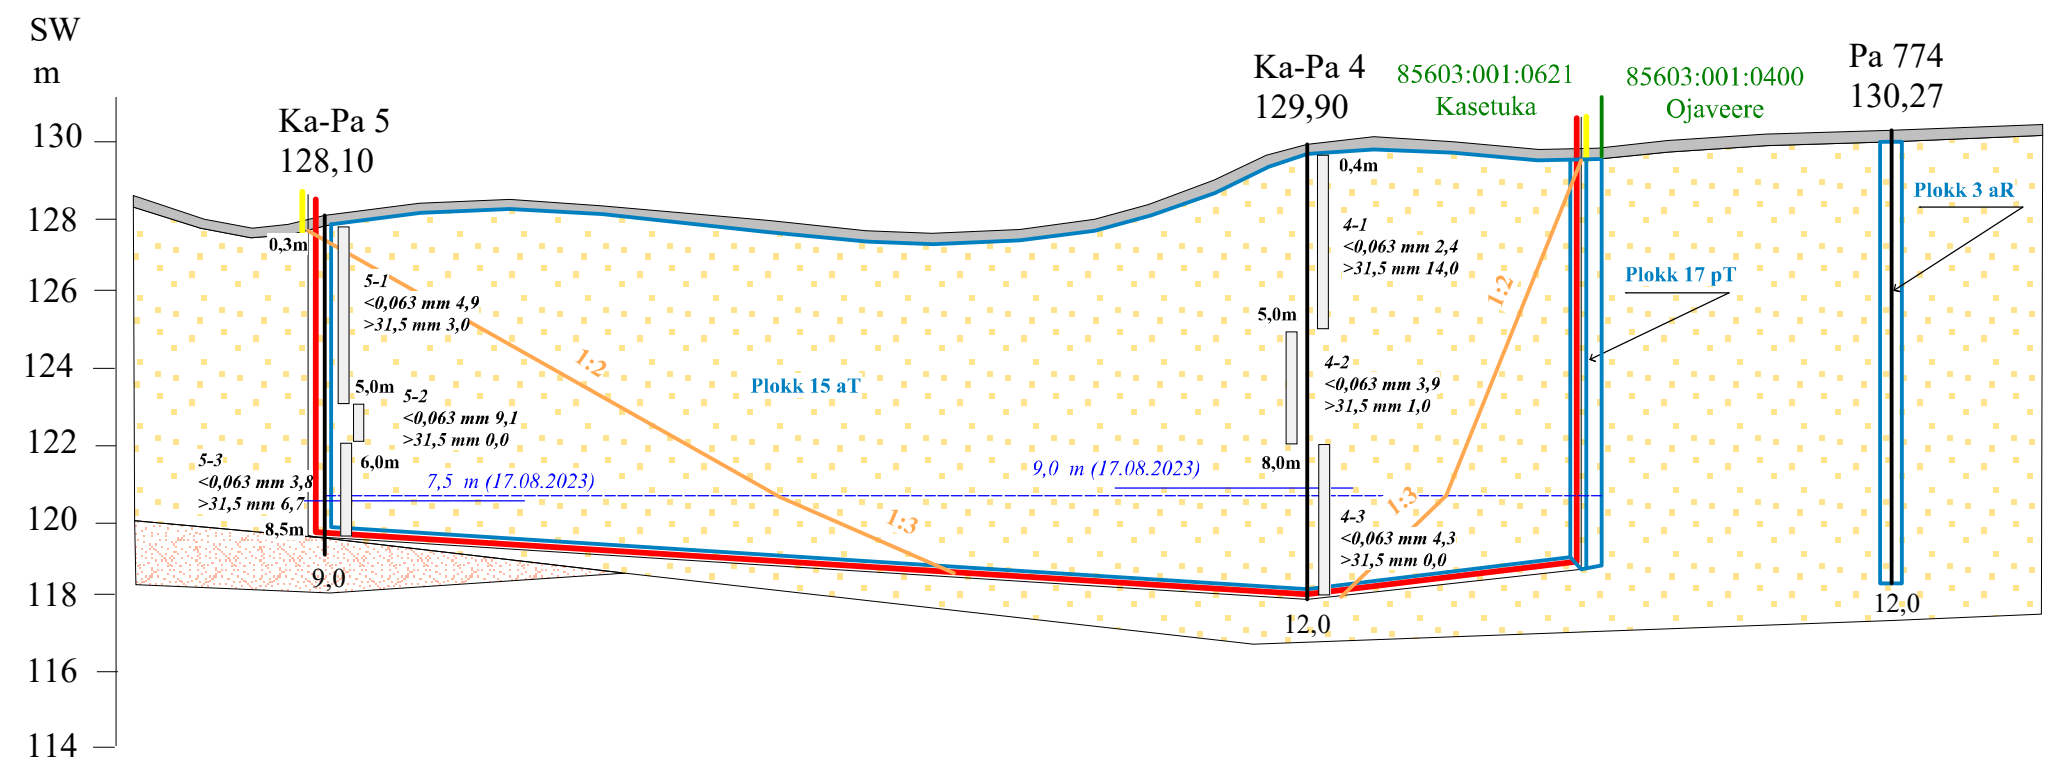 SW
m
130
128
126
124
122
120
118
116
114
Ka-Pa 5
128,10
0,3m
5-1
<0,063 mm 4,9
>31,5 mm 3,0
5,0m
5-2
<0,063 mm 9,1
>31,5 mm 0,0
6,0m
5-3
<0,063 mm 3,8
>31,5 mm 6,7
8,5m
9,0
7,5 m (17.08.2023)
1:2
1:3
Plokk 15 aT
Ka-Pa 4
129,90
0,4m
4-1
<0,063 mm 2,4
>31,5 mm 14,0
5,0m
4-2
<0,063 mm 3,9
>31,5 mm 1,0
8,0m
9,0 m (17.08.2023)
4-3
<0,063 mm 4,3
>31,5 mm 0,0
12,0
1:2
1:3
85603:001:0621
Kasetuka
85603:001:0400
Ojaveere
Plokk 17 pT
Pa 774
130,27
Plokk 3 aR
12,0